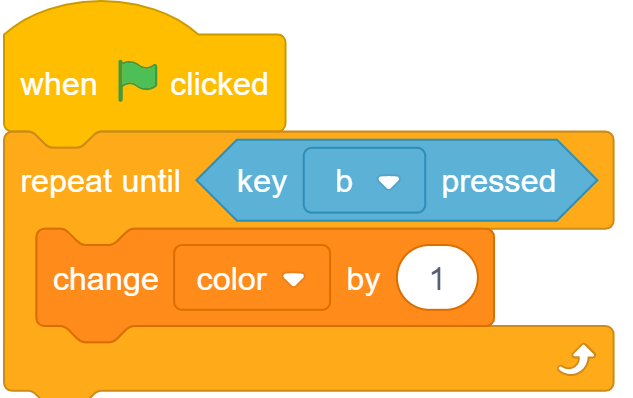 when clicked
repeat until key b pressed
change color by 1